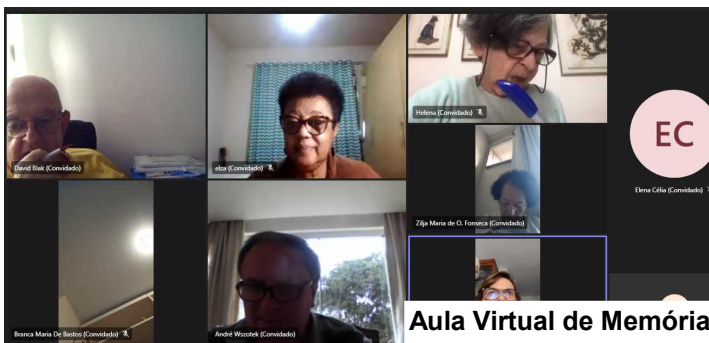 David Blak (Convidado)
elza (Convidado)
Helena (Convidado)
EC
Elena Célia (Convidado)
Zilja Maria de O. Fonseca (Convidado)
Branca Maria De Bastos (Convidado)
André Wszotek (Convidado)
Aula Virtual de Memória